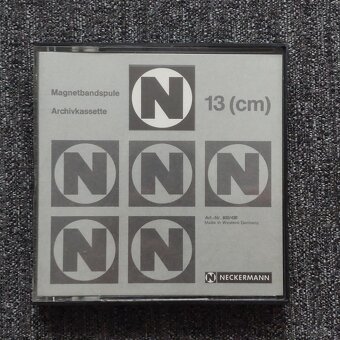 Magnetbandspule
Archivkassette
N
13 (cm)
N N N
N N
Made in Western Germany
N NECKERMANN